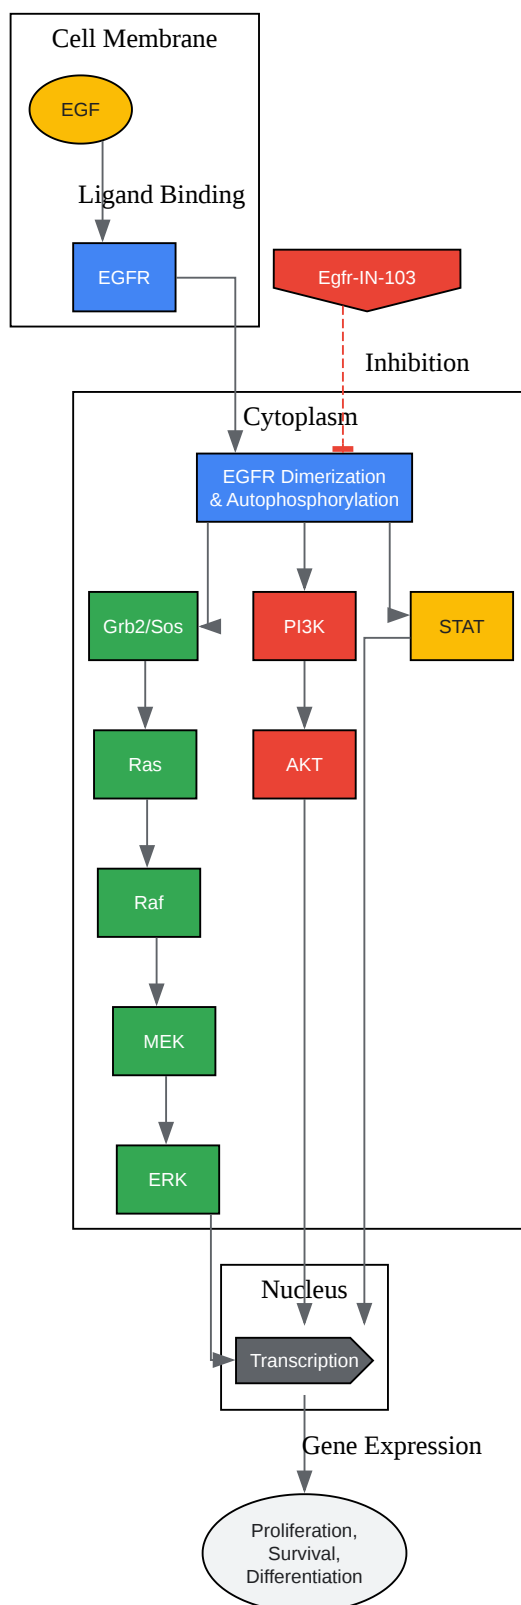 Cell Membrane
EGF
Ligand Binding
EGFR
Egfr-IN-103
Inhibition
Cytoplasm
EGFR Dimerization
& Autophosphorylation
Grb2/Sos
PI3K
STAT
Ras
AKT
Raf
MEK
ERK
Nucleus
Transcription
Gene Expression
Proliferation,
Survival,
Differentiation